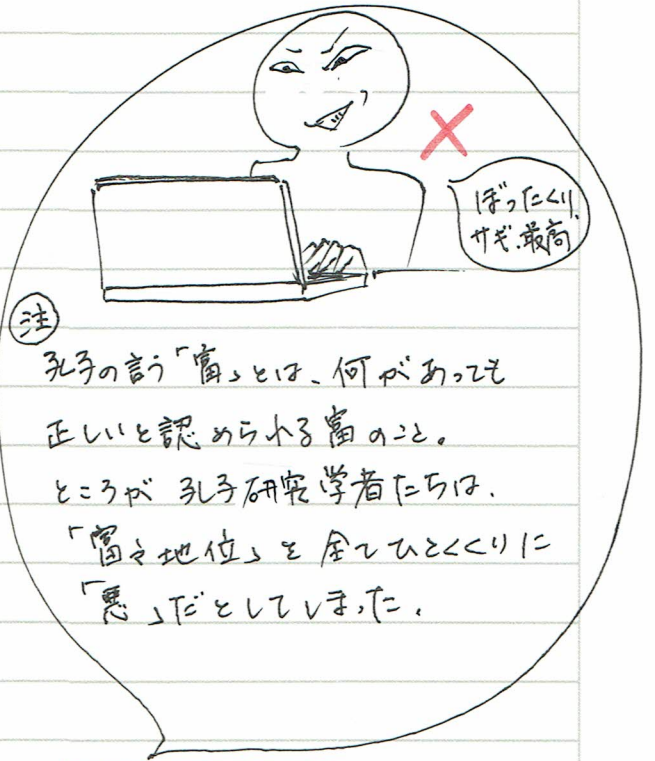 ぼったくり、
サギ、最高
注
孔子の言う「富」とは、何があっても
正しいと認められる富のこと。
ところが孔子研究学者たちは、
「富や地位」を全てひとくくりに
「悪」だとしてしまった。